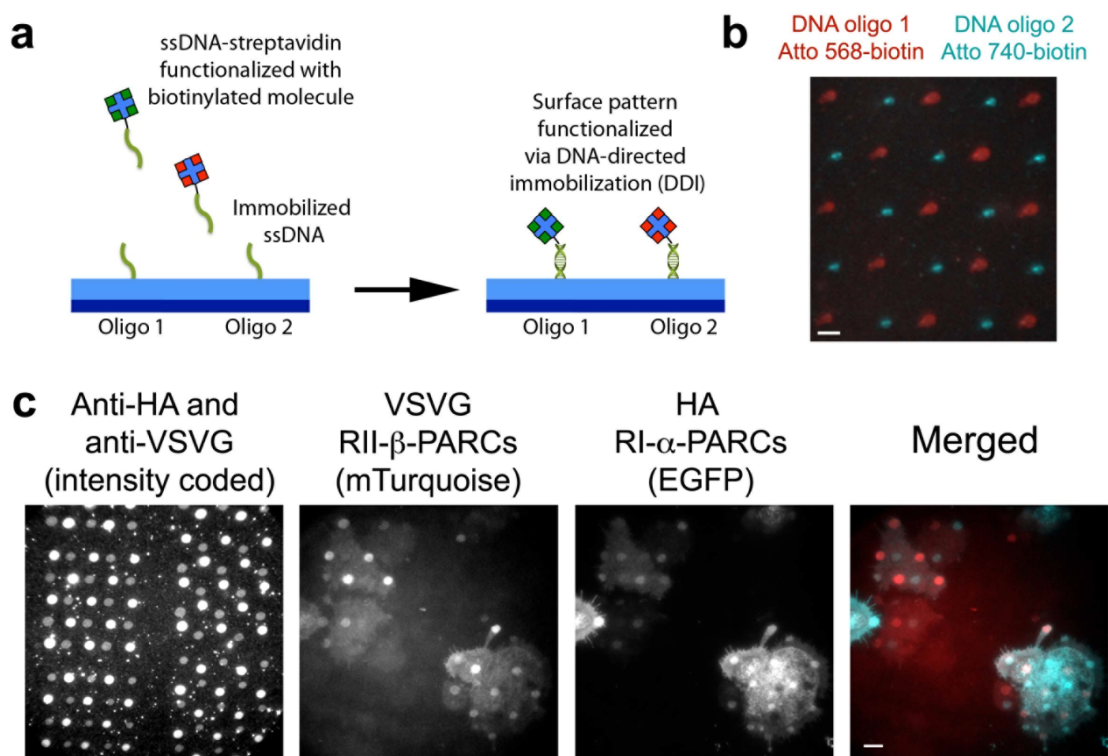 a
ssDNA-streptavidin
functionalized with
biotinylated molecule
Immobilized
ssDNA
Oligo 1
Oligo 2
Surface pattern
functionalized
via DNA-directed
immobilization (DDI)
Oligo 1
Oligo 2
b
DNA oligo 1
Atto 568-biotin
DNA oligo 2
Atto 740-biotin
c
Anti-HA and
anti-VSVG
(intensity coded)
VSVG
RII-β-PARCs
(mTurquoise)
HA
RI-α-PARCs
(EGFP)
Merged